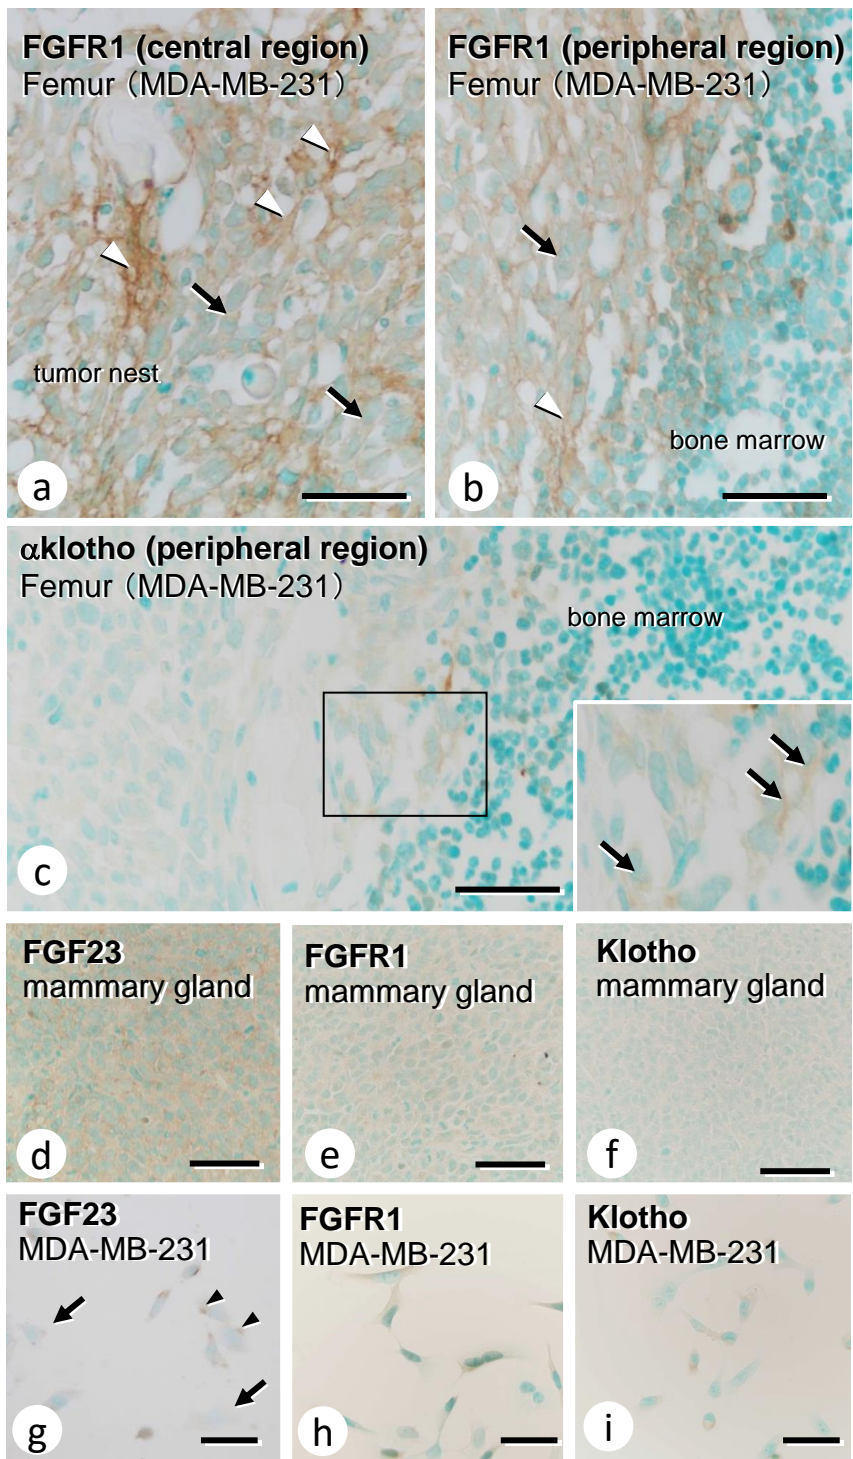 FGFR1 (central region)
Femur (MDA-MB-231)
tumor nest
a
FGFR1 (peripheral region)
Femur (MDA-MB-231)
bone marrow
b
αklotho (peripheral region)
Femur (MDA-MB-231)
bone marrow
c
FGF23
mammary gland
d
FGFR1
mammary gland
e
Klotho
mammary gland
f
FGF23
MDA-MB-231
g
FGFR1
MDA-MB-231
h
Klotho
MDA-MB-231
i